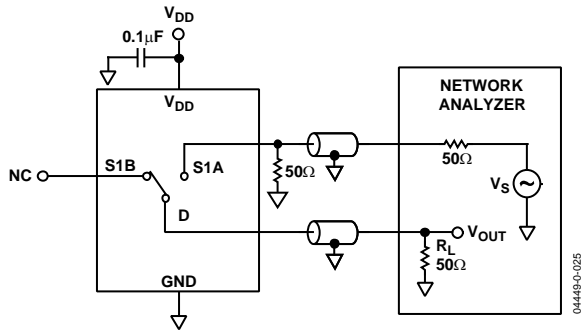 VDD
0.1µF
VDD
NETWORK
ANALYZER
S1B
S1A
NC
50Ω
50Ω
VS
D
VOUT
RL
50Ω
GND
04449-0-025